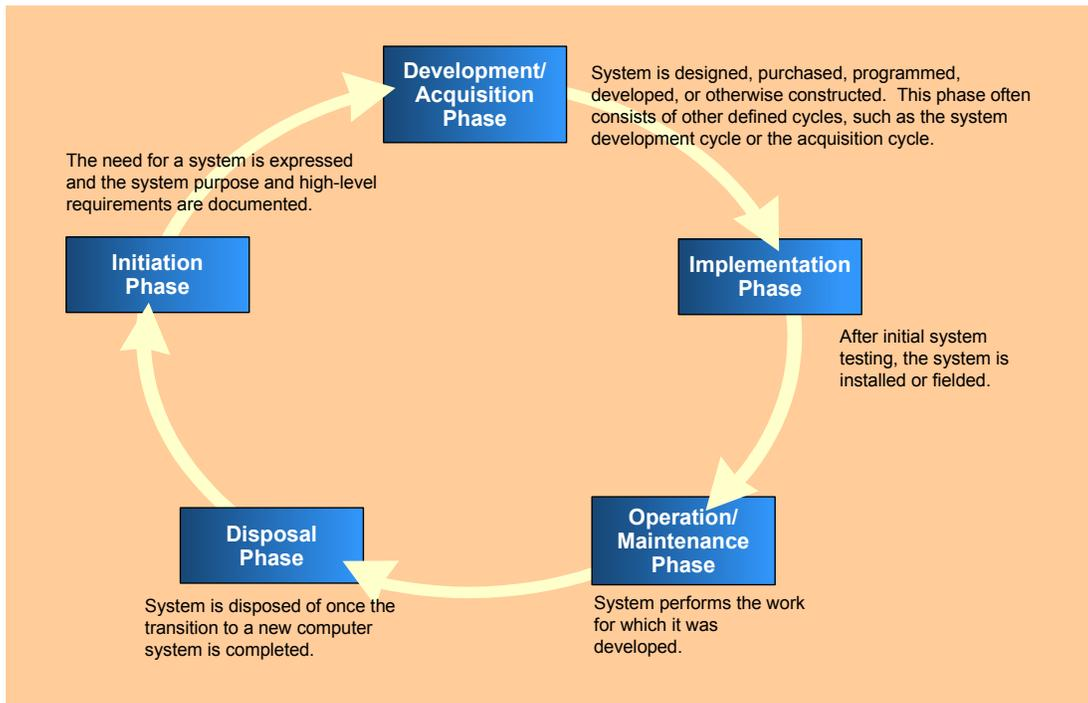 Development/
Acquisition
Phase
System is designed, purchased, programmed,
developed, or otherwise constructed.  This phase often
consists of other defined cycles, such as the system
development cycle or the acquisition cycle.
The need for a system is expressed
and the system purpose and high-level
requirements are documented.
Initiation
Phase
Implementation
Phase
After initial system
testing, the system is
installed or fielded.
Operation/
Maintenance
Phase
System performs the work
for which it was
developed.
Disposal
Phase
System is disposed of once the
transition to a new computer
system is completed.